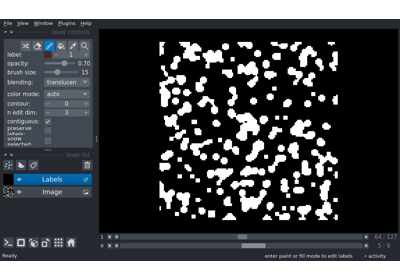 File View Window Plugins Help
layer controls
label: 1
opacity: 0.70
brush size: 15
blending: translucen
color mode: auto
contour: 0
n edit dim: 3
contiguous:
preserve
labels:
show
selected:
layer list
Labels
Image
1 64 127
0 5 9
Ready enter paint or fill mode to edit labels activity